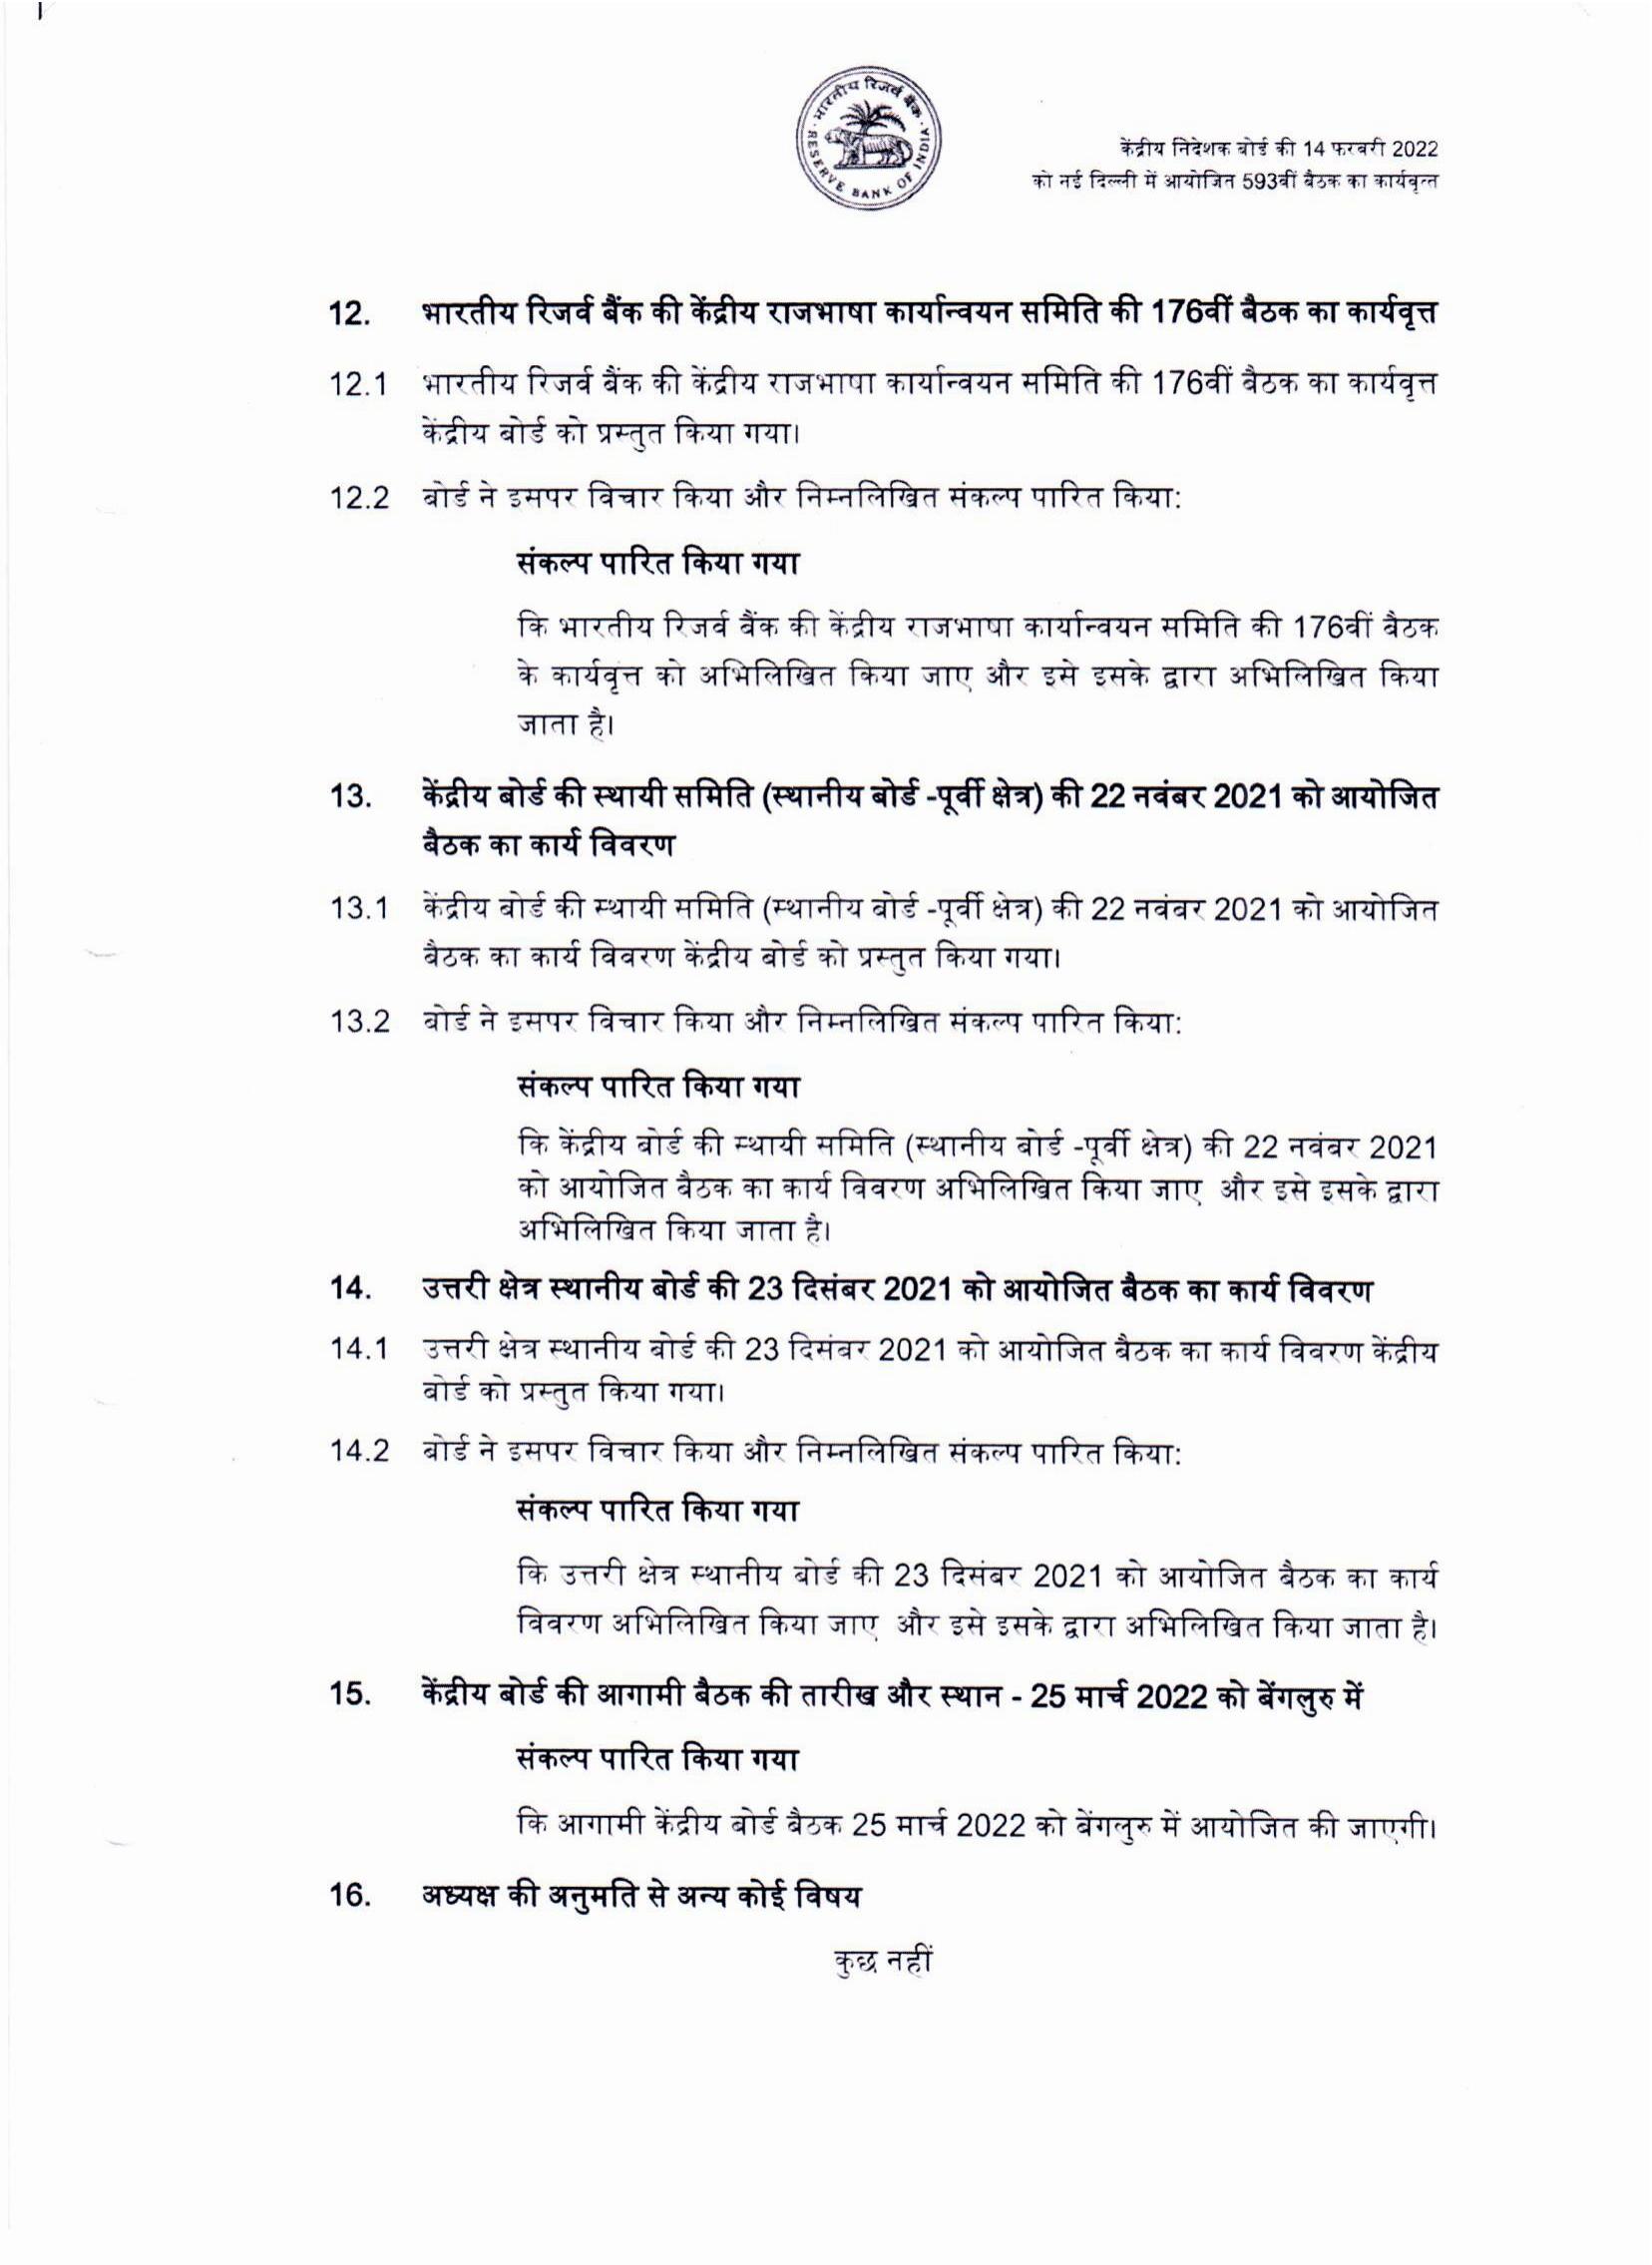 भारतीय रिज़र्व बैंक
RESERVE BANK OF INDIA
केंद्रीय निदेशक बोर्ड की 14 फरवरी 2022
को नई दिल्ली में आयोजित 593वीं बैठक का कार्यवृत्त
12. भारतीय रिजर्व बैंक की केंद्रीय राजभाषा कार्यान्वयन समिति की 176वीं बैठक का कार्यवृत्त
12.1 भारतीय रिजर्व बैंक की केंद्रीय राजभाषा कार्यान्वयन समिति की 176वीं बैठक का कार्यवृत्त
केंद्रीय बोर्ड को प्रस्तुत किया गया।
12.2 बोर्ड ने इसपर विचार किया और निम्नलिखित संकल्प पारित किया:
संकल्प पारित किया गया
कि भारतीय रिजर्व बैंक की केंद्रीय राजभाषा कार्यान्वयन समिति की 176वीं बैठक
के कार्यवृत्त को अभिलिखित किया जाए और इसे इसके द्वारा अभिलिखित किया
जाता है।
13. केंद्रीय बोर्ड की स्थायी समिति (स्थानीय बोर्ड -पूर्वी क्षेत्र) की 22 नवंबर 2021 को आयोजित
बैठक का कार्य विवरण
13.1 केंद्रीय बोर्ड की स्थायी समिति (स्थानीय बोर्ड -पूर्वी क्षेत्र) की 22 नवंबर 2021 को आयोजित
बैठक का कार्य विवरण केंद्रीय बोर्ड को प्रस्तुत किया गया।
13.2 बोर्ड ने इसपर विचार किया और निम्नलिखित संकल्प पारित किया:
संकल्प पारित किया गया
कि केंद्रीय बोर्ड की स्थायी समिति (स्थानीय बोर्ड -पूर्वी क्षेत्र) की 22 नवंबर 2021
को आयोजित बैठक का कार्य विवरण अभिलिखित किया जाए और इसे इसके द्वारा
अभिलिखित किया जाता है।
14. उत्तरी क्षेत्र स्थानीय बोर्ड की 23 दिसंबर 2021 को आयोजित बैठक का कार्य विवरण
14.1 उत्तरी क्षेत्र स्थानीय बोर्ड की 23 दिसंबर 2021 को आयोजित बैठक का कार्य विवरण केंद्रीय
बोर्ड को प्रस्तुत किया गया।
14.2 बोर्ड ने इसपर विचार किया और निम्नलिखित संकल्प पारित किया:
संकल्प पारित किया गया
कि उत्तरी क्षेत्र स्थानीय बोर्ड की 23 दिसंबर 2021 को आयोजित बैठक का कार्य
विवरण अभिलिखित किया जाए और इसे इसके द्वारा अभिलिखित किया जाता है।
15. केंद्रीय बोर्ड की आगामी बैठक की तारीख और स्थान - 25 मार्च 2022 को बेंगलुरु में
संकल्प पारित किया गया
कि आगामी केंद्रीय बोर्ड बैठक 25 मार्च 2022 को बेंगलुरु में आयोजित की जाएगी।
16. अध्यक्ष की अनुमति से अन्य कोई विषय
कुछ नहीं